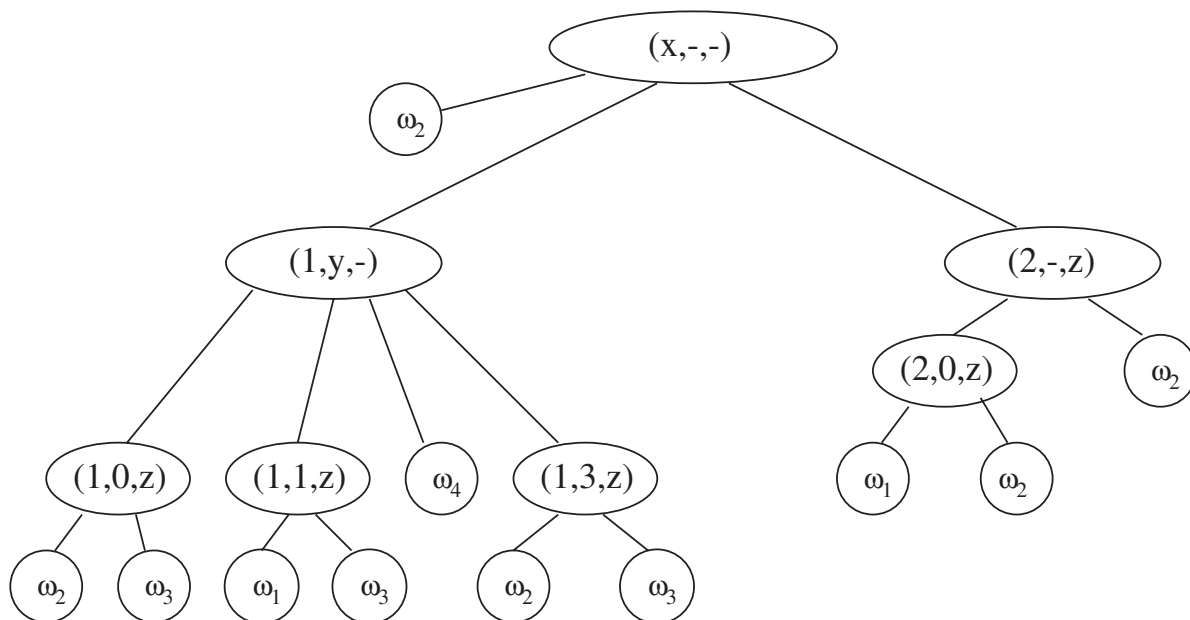 (x,-,-)
ω₂
(1,y,-)
(2,-,z)
(2,0,z)
ω₂
(1,0,z)
(1,1,z)
ω₄
(1,3,z)
ω₁
ω₂
ω₂
ω₃
ω₁
ω₃
ω₂
ω₃